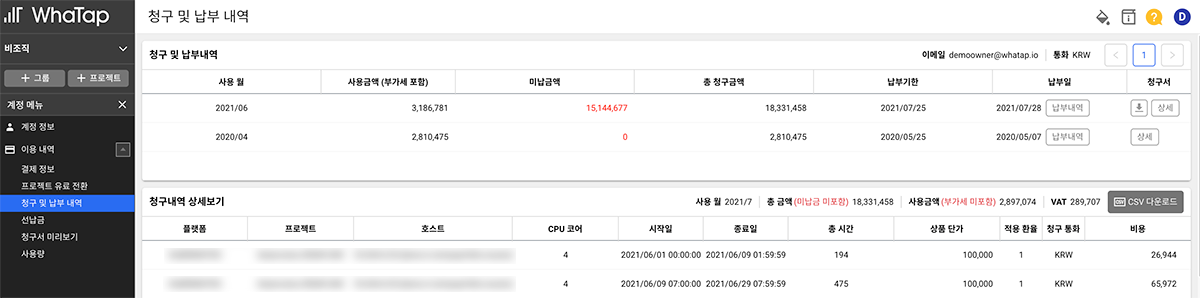 WhaTap
청구 및 납부 내역
D
비조직
+ 그룹 + 프로젝트
계정 메뉴
계정 정보
이용 내역
결제 정보
프로젝트 유료 전환
청구 및 납부 내역
선납금
청구서 미리보기
사용량
청구 및 납부내역 이메일 demoowner@whatap.io 통화 KRW < 1 >
사용 월 사용금액 (부가세 포함) 미납금액 총 청구금액 납부기한 납부일 청구서
2021/06 3,186,781 15,144,677 18,331,458 2021/07/25 2021/07/28 납부내역 상세
2020/04 2,810,475 0 2,810,475 2020/05/25 2020/05/07 납부내역 상세
청구내역 상세보기 사용 월 2021/7 총 금액(미납금 미포함) 18,331,458 사용금액(부가세 미포함) 2,897,074 VAT 289,707 CSV 다운로드
플랫폼 프로젝트 호스트 CPU 코어 시작일 종료일 총 시간 상품 단가 적용 환율 청구 통화 비용
4 2021/06/01 00:00:00 2021/06/09 01:59:59 194 100,000 1 KRW 26,944
4 2021/06/09 07:00:00 2021/06/29 07:59:59 475 100,000 1 KRW 65,972